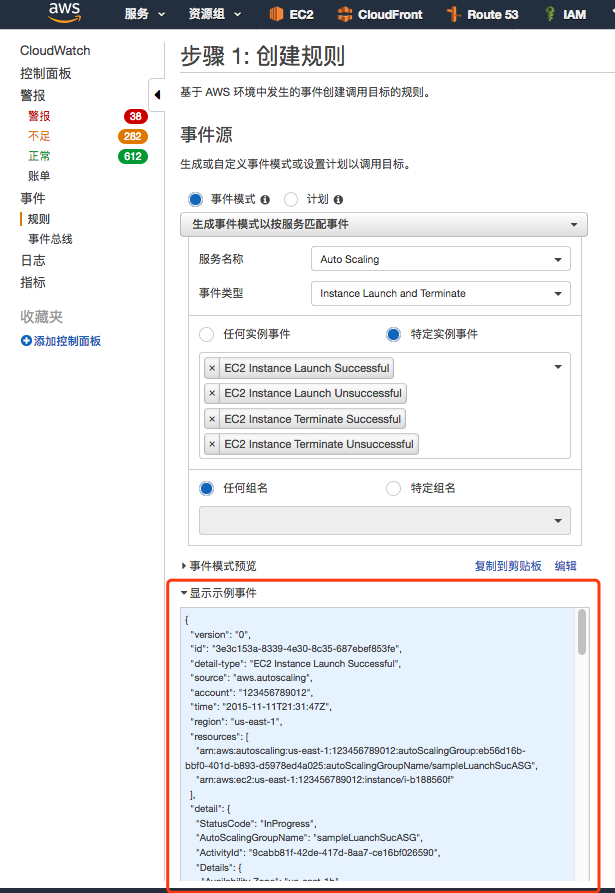 aws 服务 资源组 EC2 CloudFront Route 53 IAM
CloudWatch
控制面板
警报
警报 38
不足 282
正常 612
账单
事件
规则
事件总线
日志
指标
收藏夹
添加控制面板
步骤 1: 创建规则
基于 AWS 环境中发生的事件创建调用目标的规则。
事件源
生成或自定义事件模式或设置计划以调用目标。
事件模式 计划
生成事件模式以按服务匹配事件
服务名称 Auto Scaling
事件类型 Instance Launch and Terminate
任何实例事件 特定实例事件
× EC2 Instance Launch Successful
× EC2 Instance Launch Unsuccessful
× EC2 Instance Terminate Successful
× EC2 Instance Terminate Unsuccessful
任何组名 特定组名
事件模式预览 复制到剪贴板 编辑
显示示例事件
{
"version": "0",
"id": "3e3c153a-8339-4e30-8c35-687ebef853fe",
"detail-type": "EC2 Instance Launch Successful",
"source": "aws.autoscaling",
"account": "123456789012",
"time": "2015-11-11T21:31:47Z",
"region": "us-east-1",
"resources": [
"arn:aws:autoscaling:us-east-1:123456789012:autoScalingGroup:eb56d16b-
bbf0-401d-b893-d5978ed4a025:autoScalingGroupName/sampleLuanchSucASG",
"arn:aws:ec2:us-east-1:123456789012:instance/i-b188560f"
],
"detail": {
"StatusCode": "InProgress",
"AutoScalingGroupName": "sampleLuanchSucASG",
"ActivityId": "9cabb81f-42de-417d-8aa7-ce16bf026590",
"Details": {
"Availability Zone": "us-east-1b",